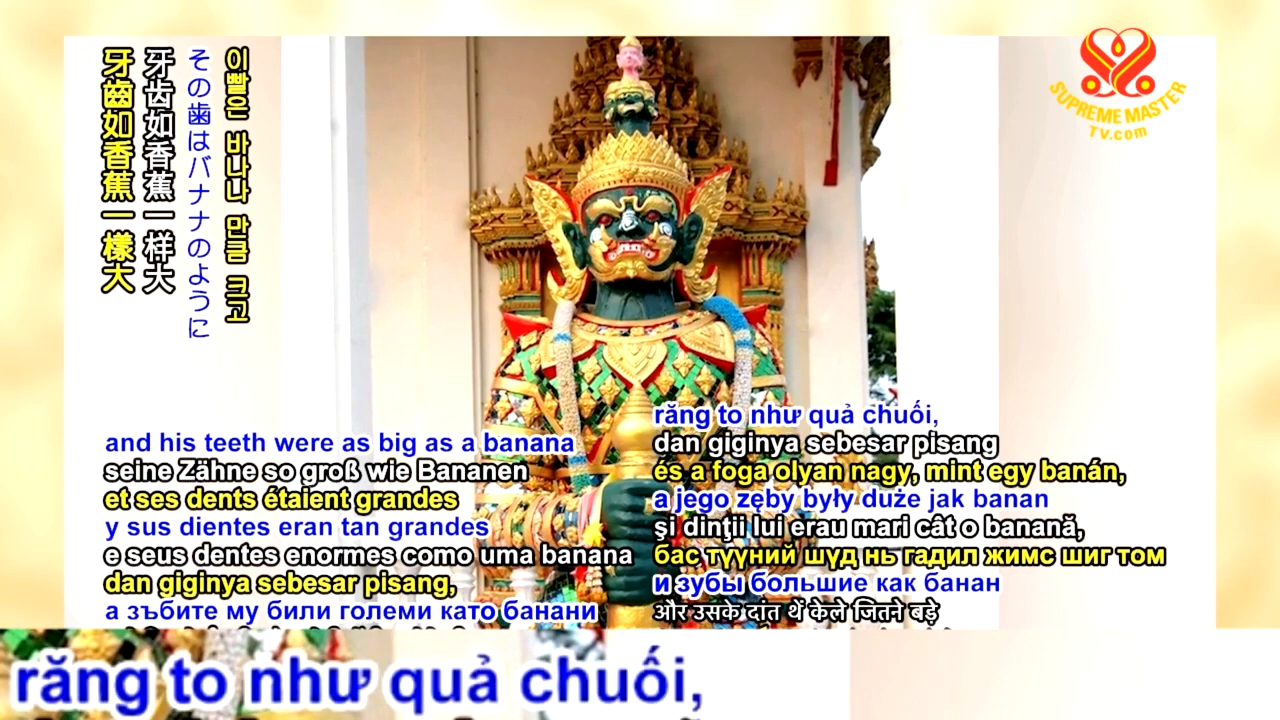 牙齒如香蕉一樣大
牙齿如香蕉一样大
その歯はバナナのように
이빨은 바나나 만큼 크고
SUPREME MASTER
TV.com
and his teeth were as big as a banana
seine Zähne so groß wie Bananen
et ses dents étaient grandes
y sus dientes eran tan grandes
e seus dentes enormes como uma banana
dan giginya sebesar pisang,
а зъбите му били големи като банани
răng to như quả chuối,
dan giginya sebesar pisang
és a foga olyan nagy, mint egy banán,
a jego zęby były duże jak banan
şi dinţii lui erau mari cât o banană,
бас түүний шүд нь гадил жимс шиг том
и зубы большие как банан
और उसके दांत थें केले जितने बड़े
răng to như quả chuối,